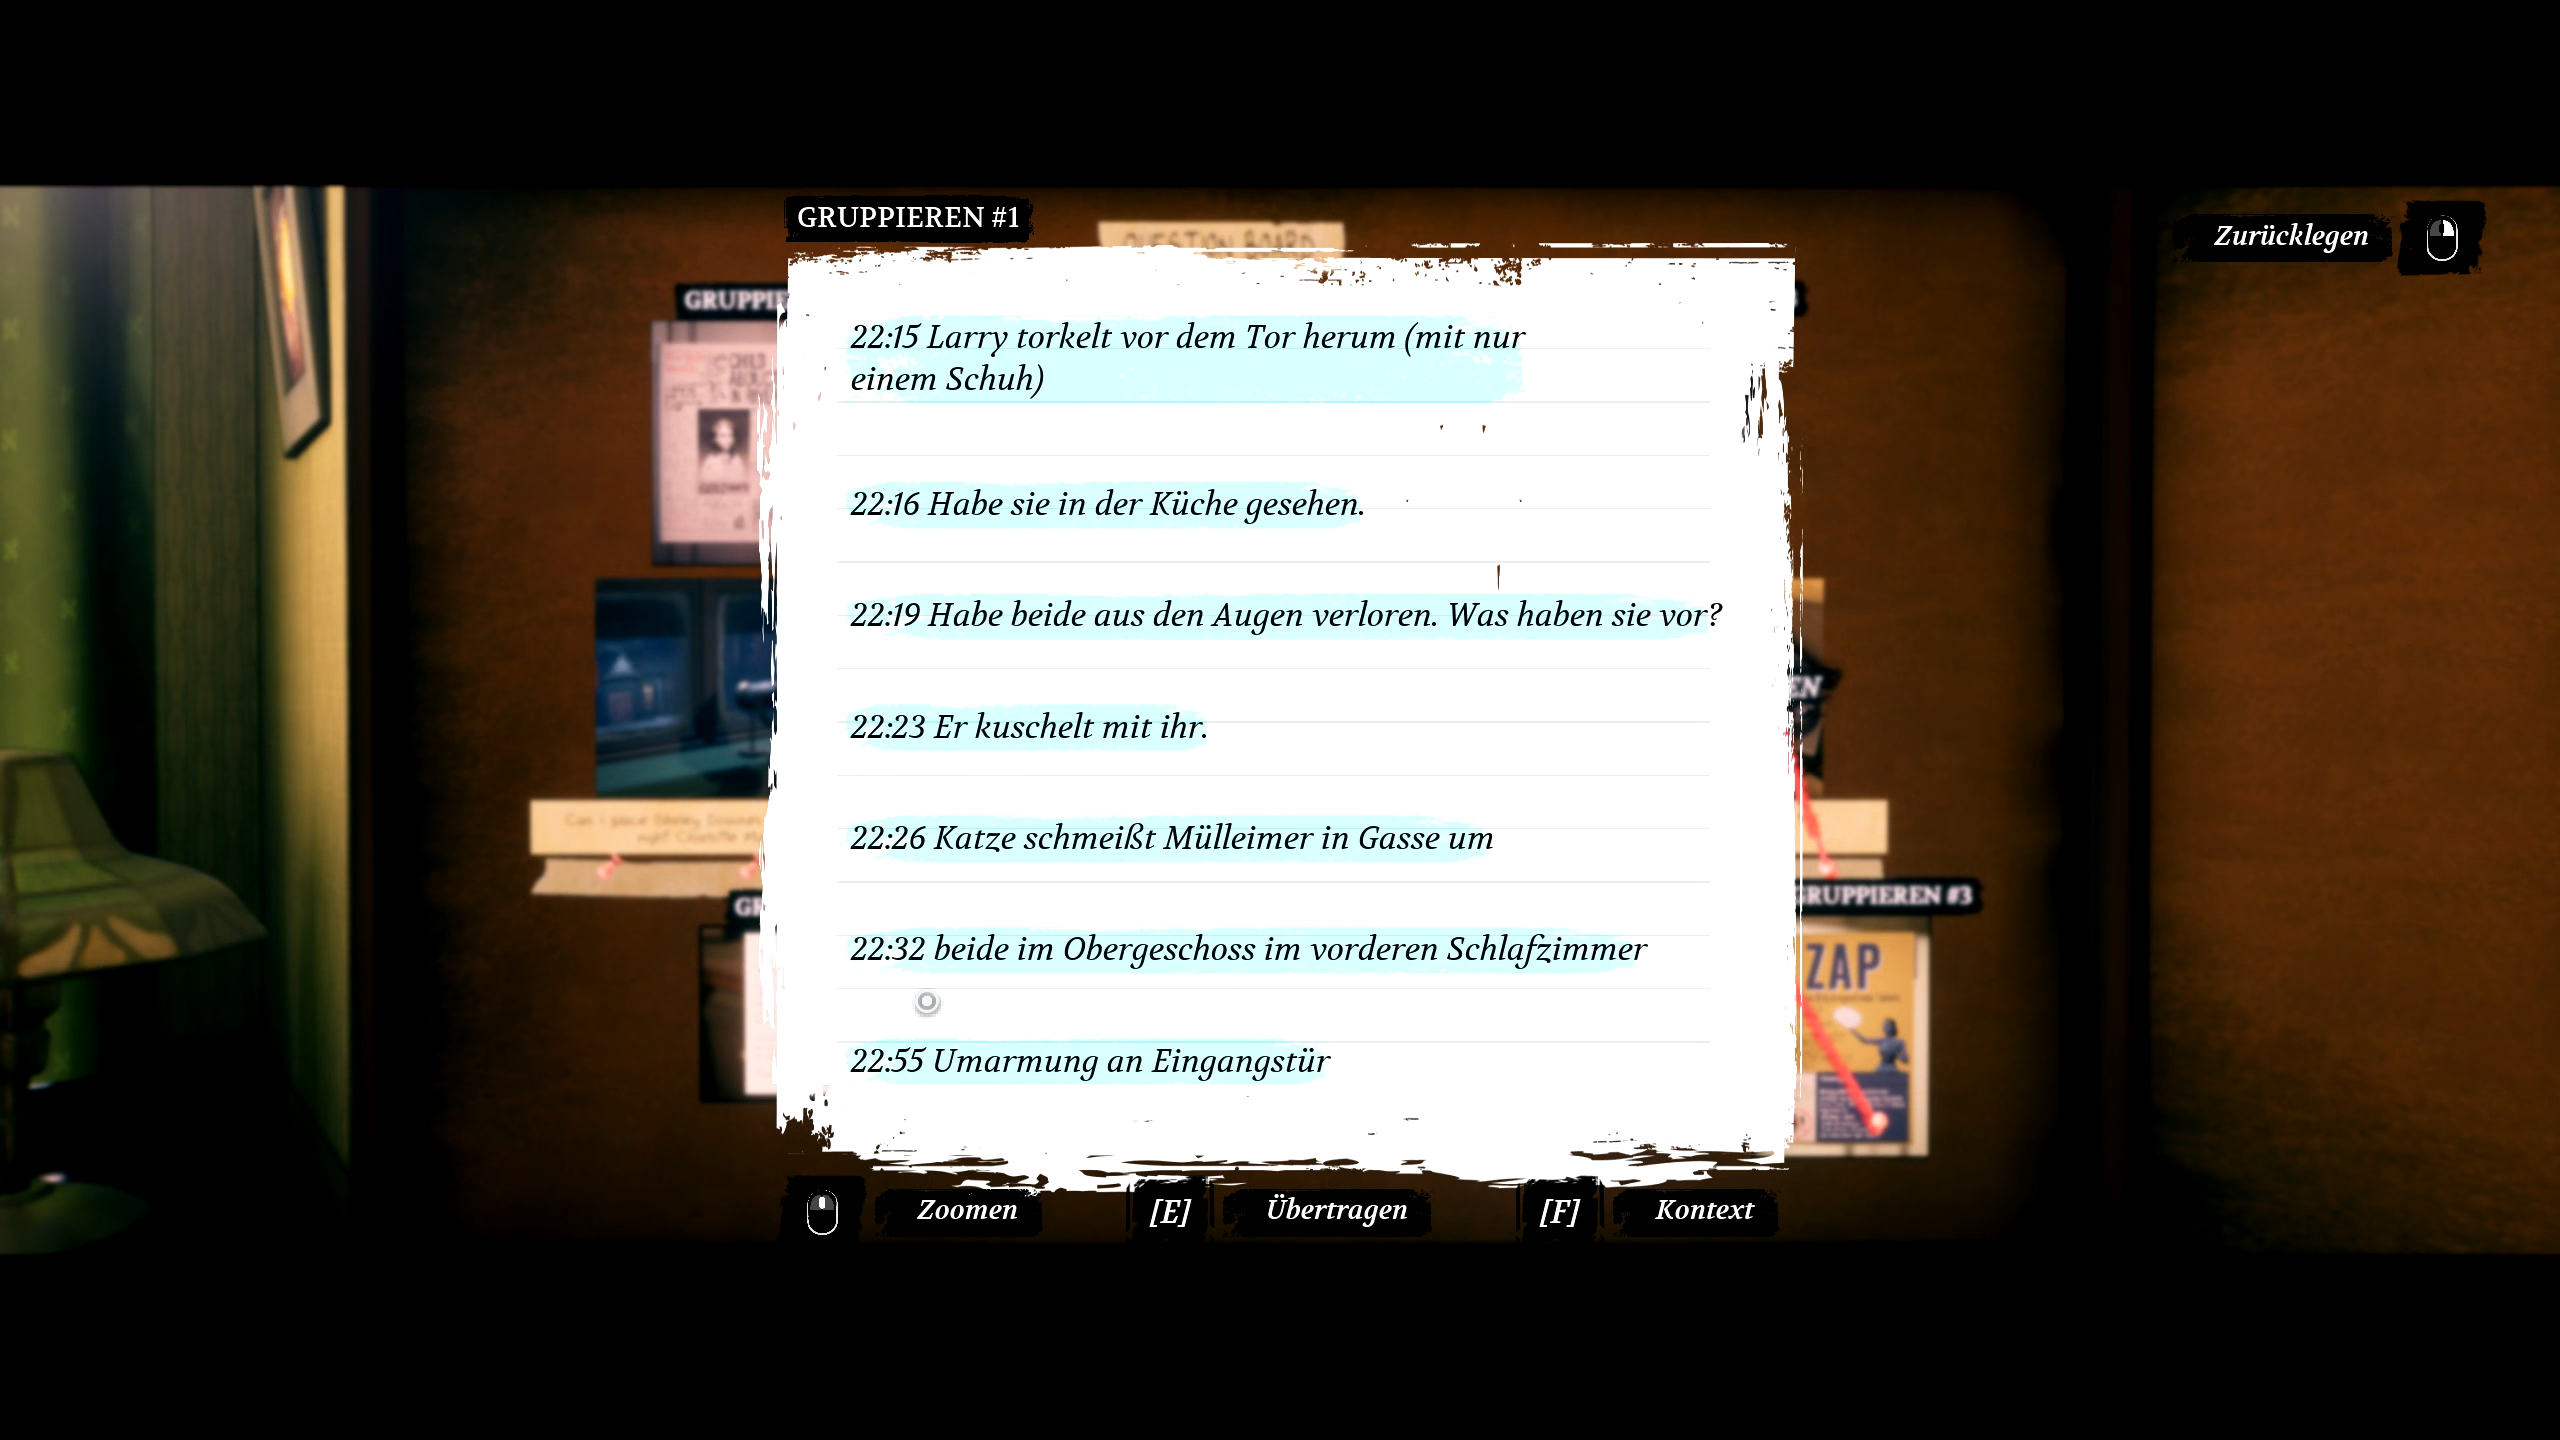 GRUPPIEREN #1
QUESTION BOARD
Zurücklegen
22:15 Larry torkelt vor dem Tor herum (mit nur
einem Schuh)
22:16 Habe sie in der Küche gesehen.
22:19 Habe beide aus den Augen verloren. Was haben sie vor?
22:23 Er kuschelt mit ihr.
22:26 Katze schmeißt Mülleimer in Gasse um
22:32 beide im Obergeschoss im vorderen Schlafzimmer
22:55 Umarmung an Eingangstür
GRUPPIEREN #3
ZAP
Zoomen
[E] Übertragen
[F] Kontext